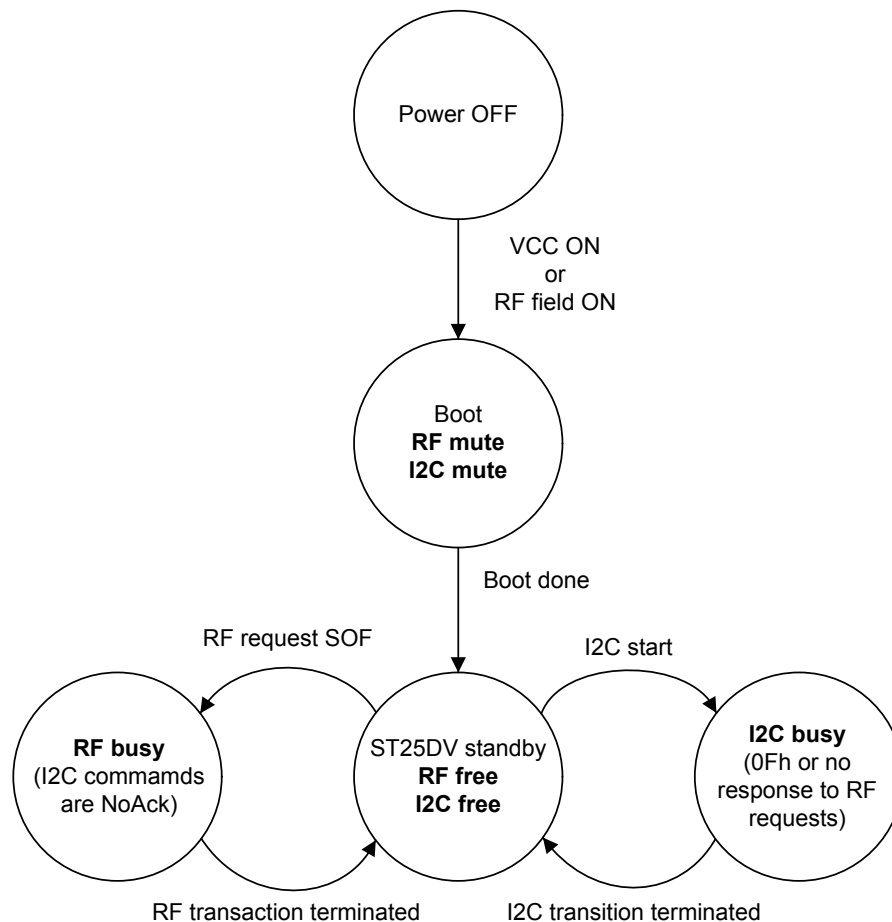 Power OFF
VCC ON
or
RF field ON
Boot
RF mute
I2C mute
Boot done
RF request SOF
I2C start
RF busy
(I2C commamds
are NoAck)
ST25DV standby
RF free
I2C free
I2C busy
(0Fh or no
response to RF
requests)
RF transaction terminated
I2C transition terminated